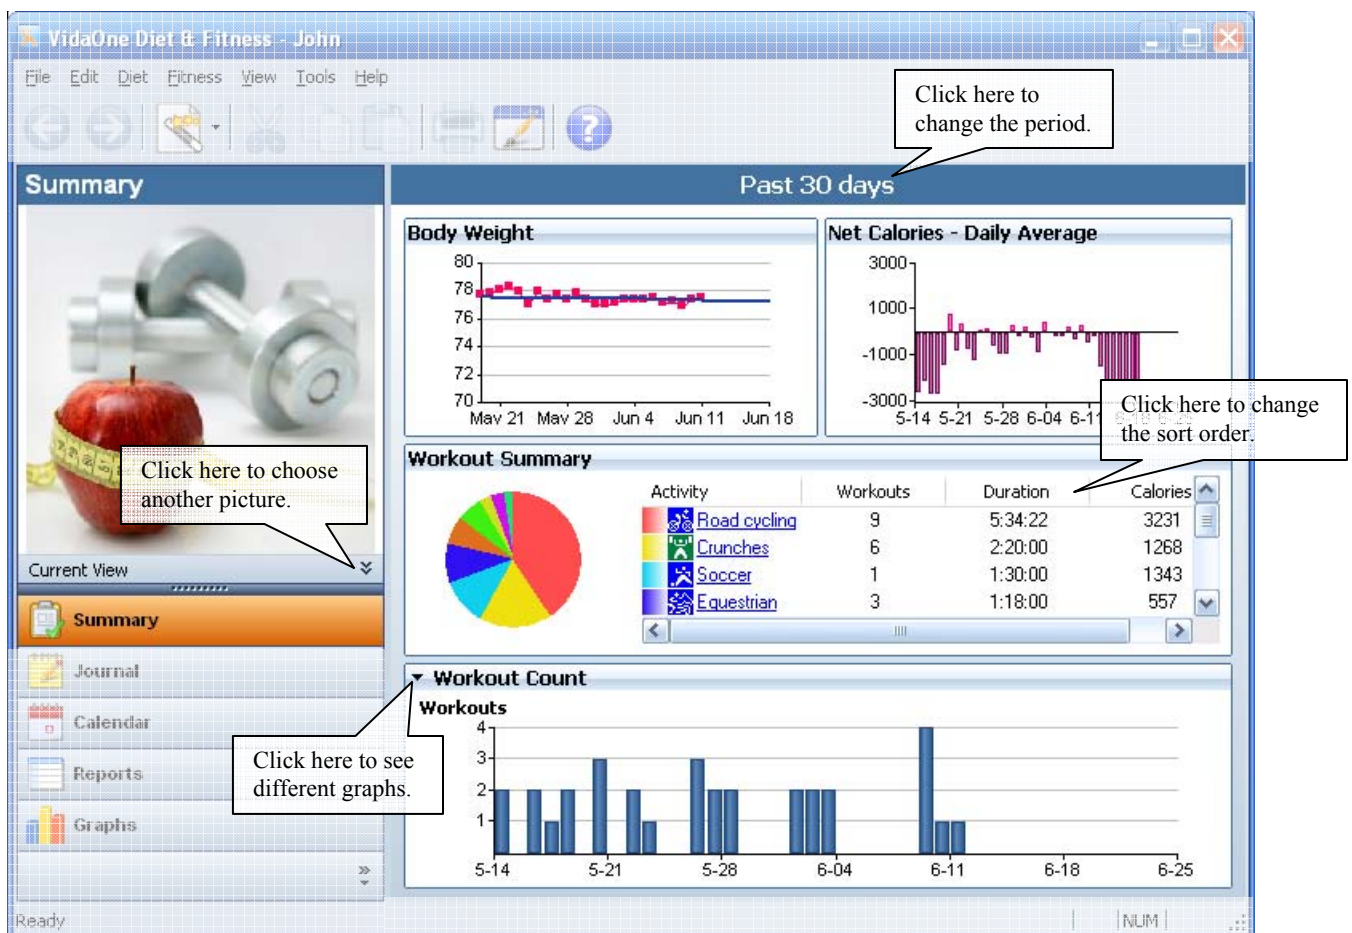 VidaOne Diet & Fitness - John
File Edit Diet Fitness View Tools Help
Click here to
change the period.
Summary
Past 30 days
Body Weight
80
78
76
74
72
70
May 21 May 28 Jun 4 Jun 11 Jun 18
Net Calories - Daily Average
3000
1000
-1000
-3000
5-14 5-21 5-28 6-04 6-11
Click here to change
the sort order.
Click here to choose
another picture.
Current View
Workout Summary
Activity Workouts Duration Calories
Road cycling 9 5:34:22 3231
Crunches 6 2:20:00 1268
Soccer 1 1:30:00 1343
Equestrian 3 1:18:00 557
Summary
Journal
Calendar
Reports
Graphs
Click here to see
different graphs.
Workout Count
Workouts
4
3
2
1
5-14 5-21 5-28 6-04 6-11 6-18 6-25
Ready
NUM